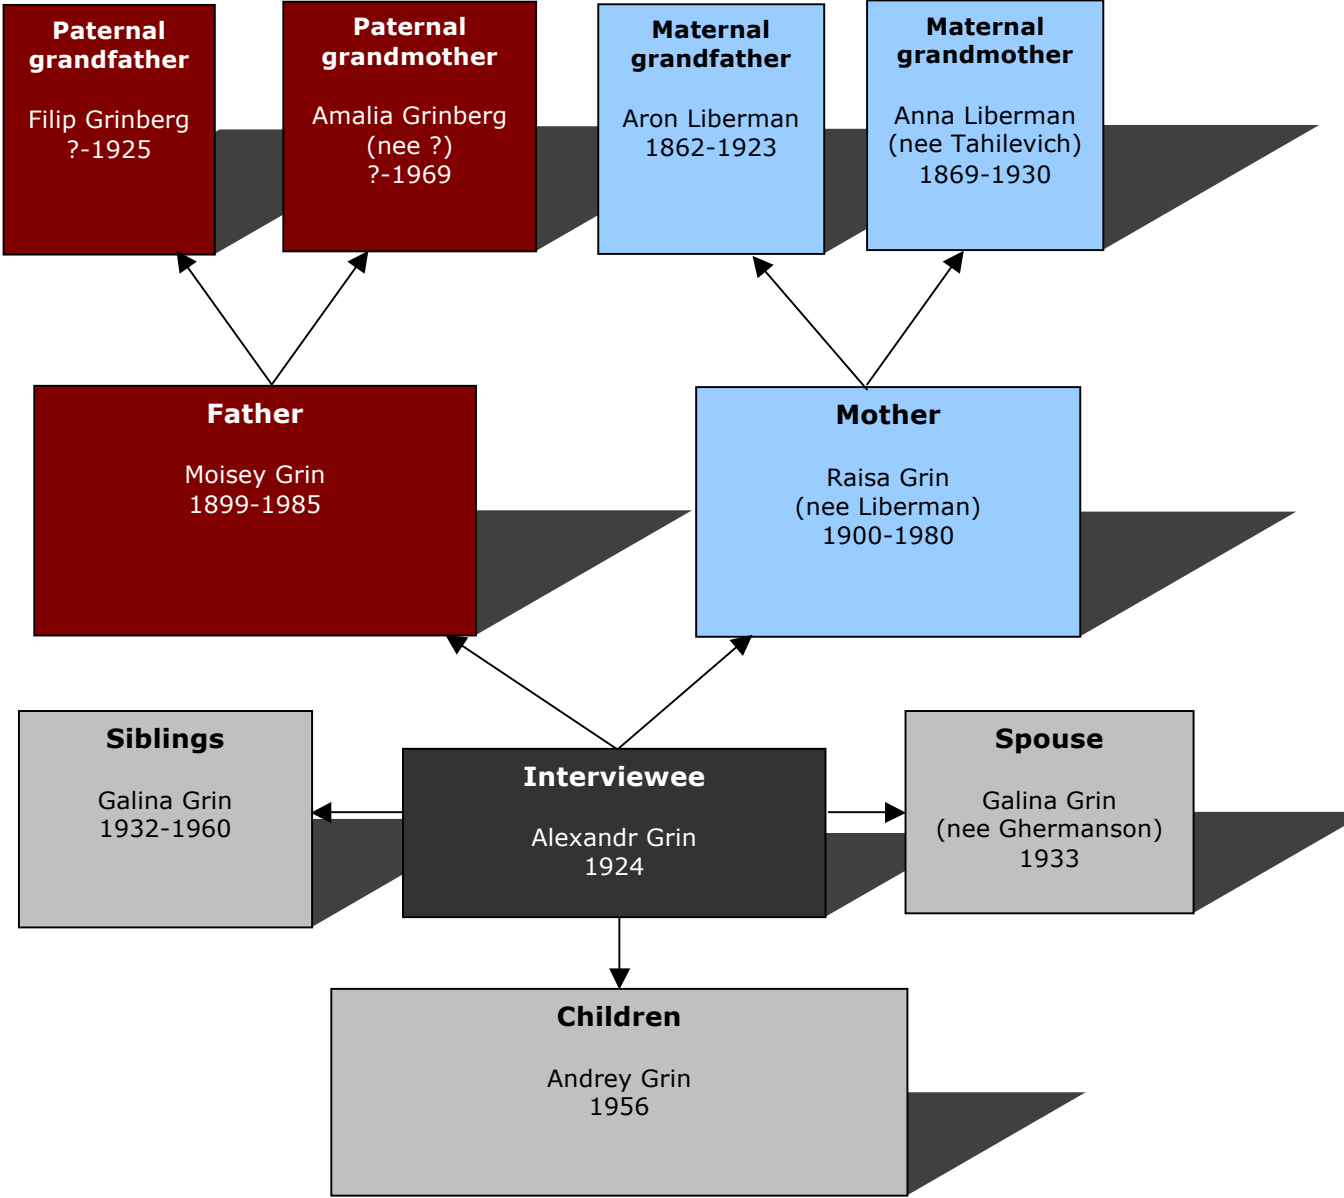 Paternal
grandfather
Filip Grinberg
?-1925
Paternal
grandmother
Amalia Grinberg
(nee ?)
?-1969
Maternal
grandfather
Aron Liberman
1862-1923
Maternal
grandmother
Anna Liberman
(nee Tahilevich)
1869-1930
Father
Moisey Grin
1899-1985
Mother
Raisa Grin
(nee Liberman)
1900-1980
Siblings
Galina Grin
1932-1960
Interviewee
Alexandr Grin
1924
Spouse
Galina Grin
(nee Ghermanson)
1933
Children
Andrey Grin
1956